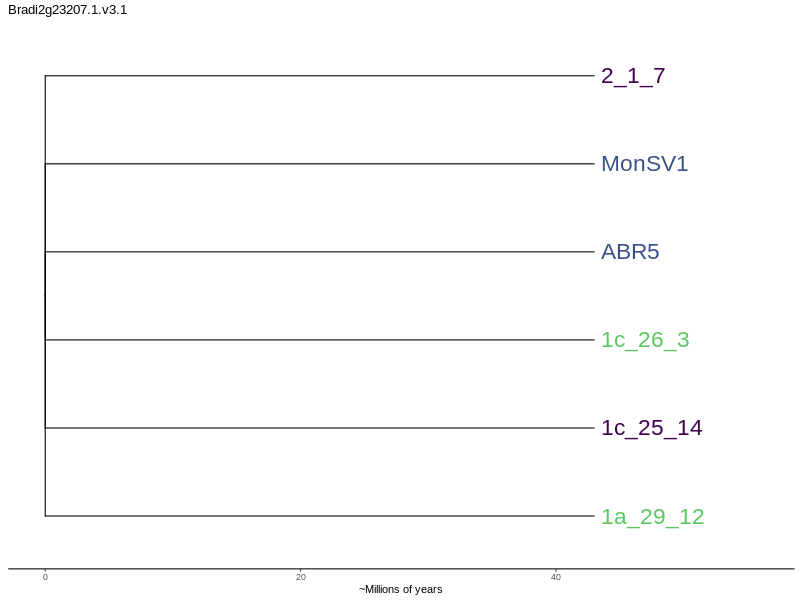 Bradi2g23207.1.v3.1
2_1_7
MonSV1
ABR5
1c_26_3
1c_25_14
1a_29_12
0 20 40
~Millions of years